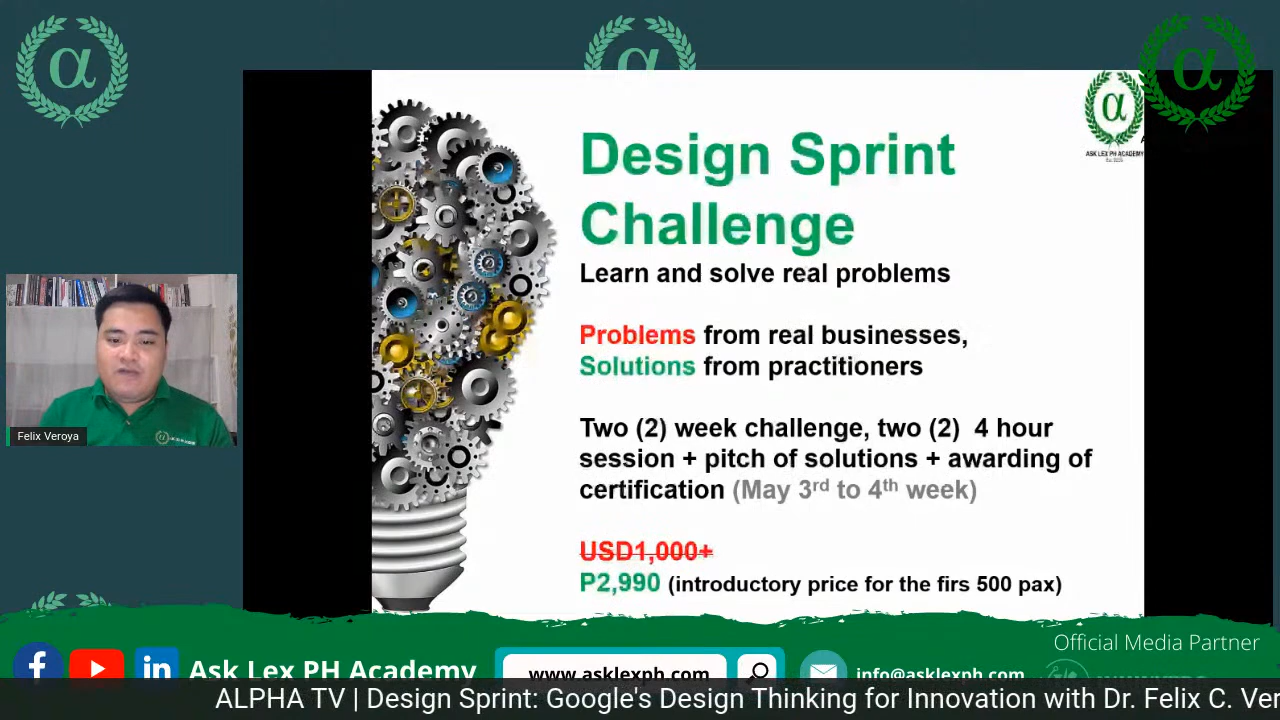 α
α
α
α
ASK LEX PH ACADEMY
Design Sprint
Challenge
Learn and solve real problems
Problems from real businesses,
Solutions from practitioners
Two (2) week challenge, two (2) 4 hour
session + pitch of solutions + awarding of
certification (May 3rd to 4th week)
USD1,000+
P2,990 (introductory price for the firs 500 pax)
Felix Veroya
Official Media Partner
Ask Lex PH Academy
www.asklexph.com
info@asklexph.com
ALPHA TV | Design Sprint: Google's Design Thinking for Innovation with Dr. Felix C. Ver